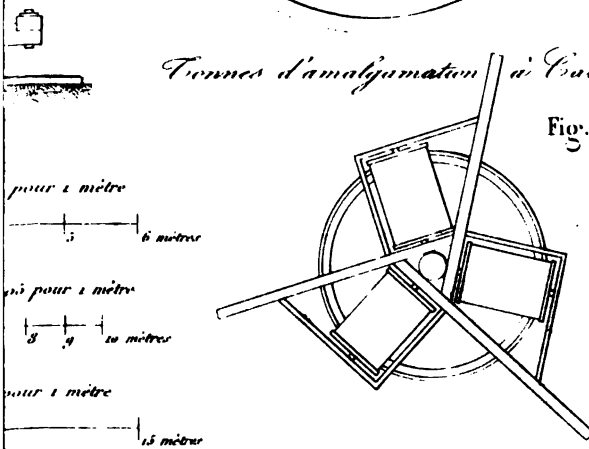 Tonnes d'amalgamation à
Fig.
pour 1 mètre
5 6 mètres
pour 1 mètre
8 9 10 mètres
pour 1 mètre
15 mètres